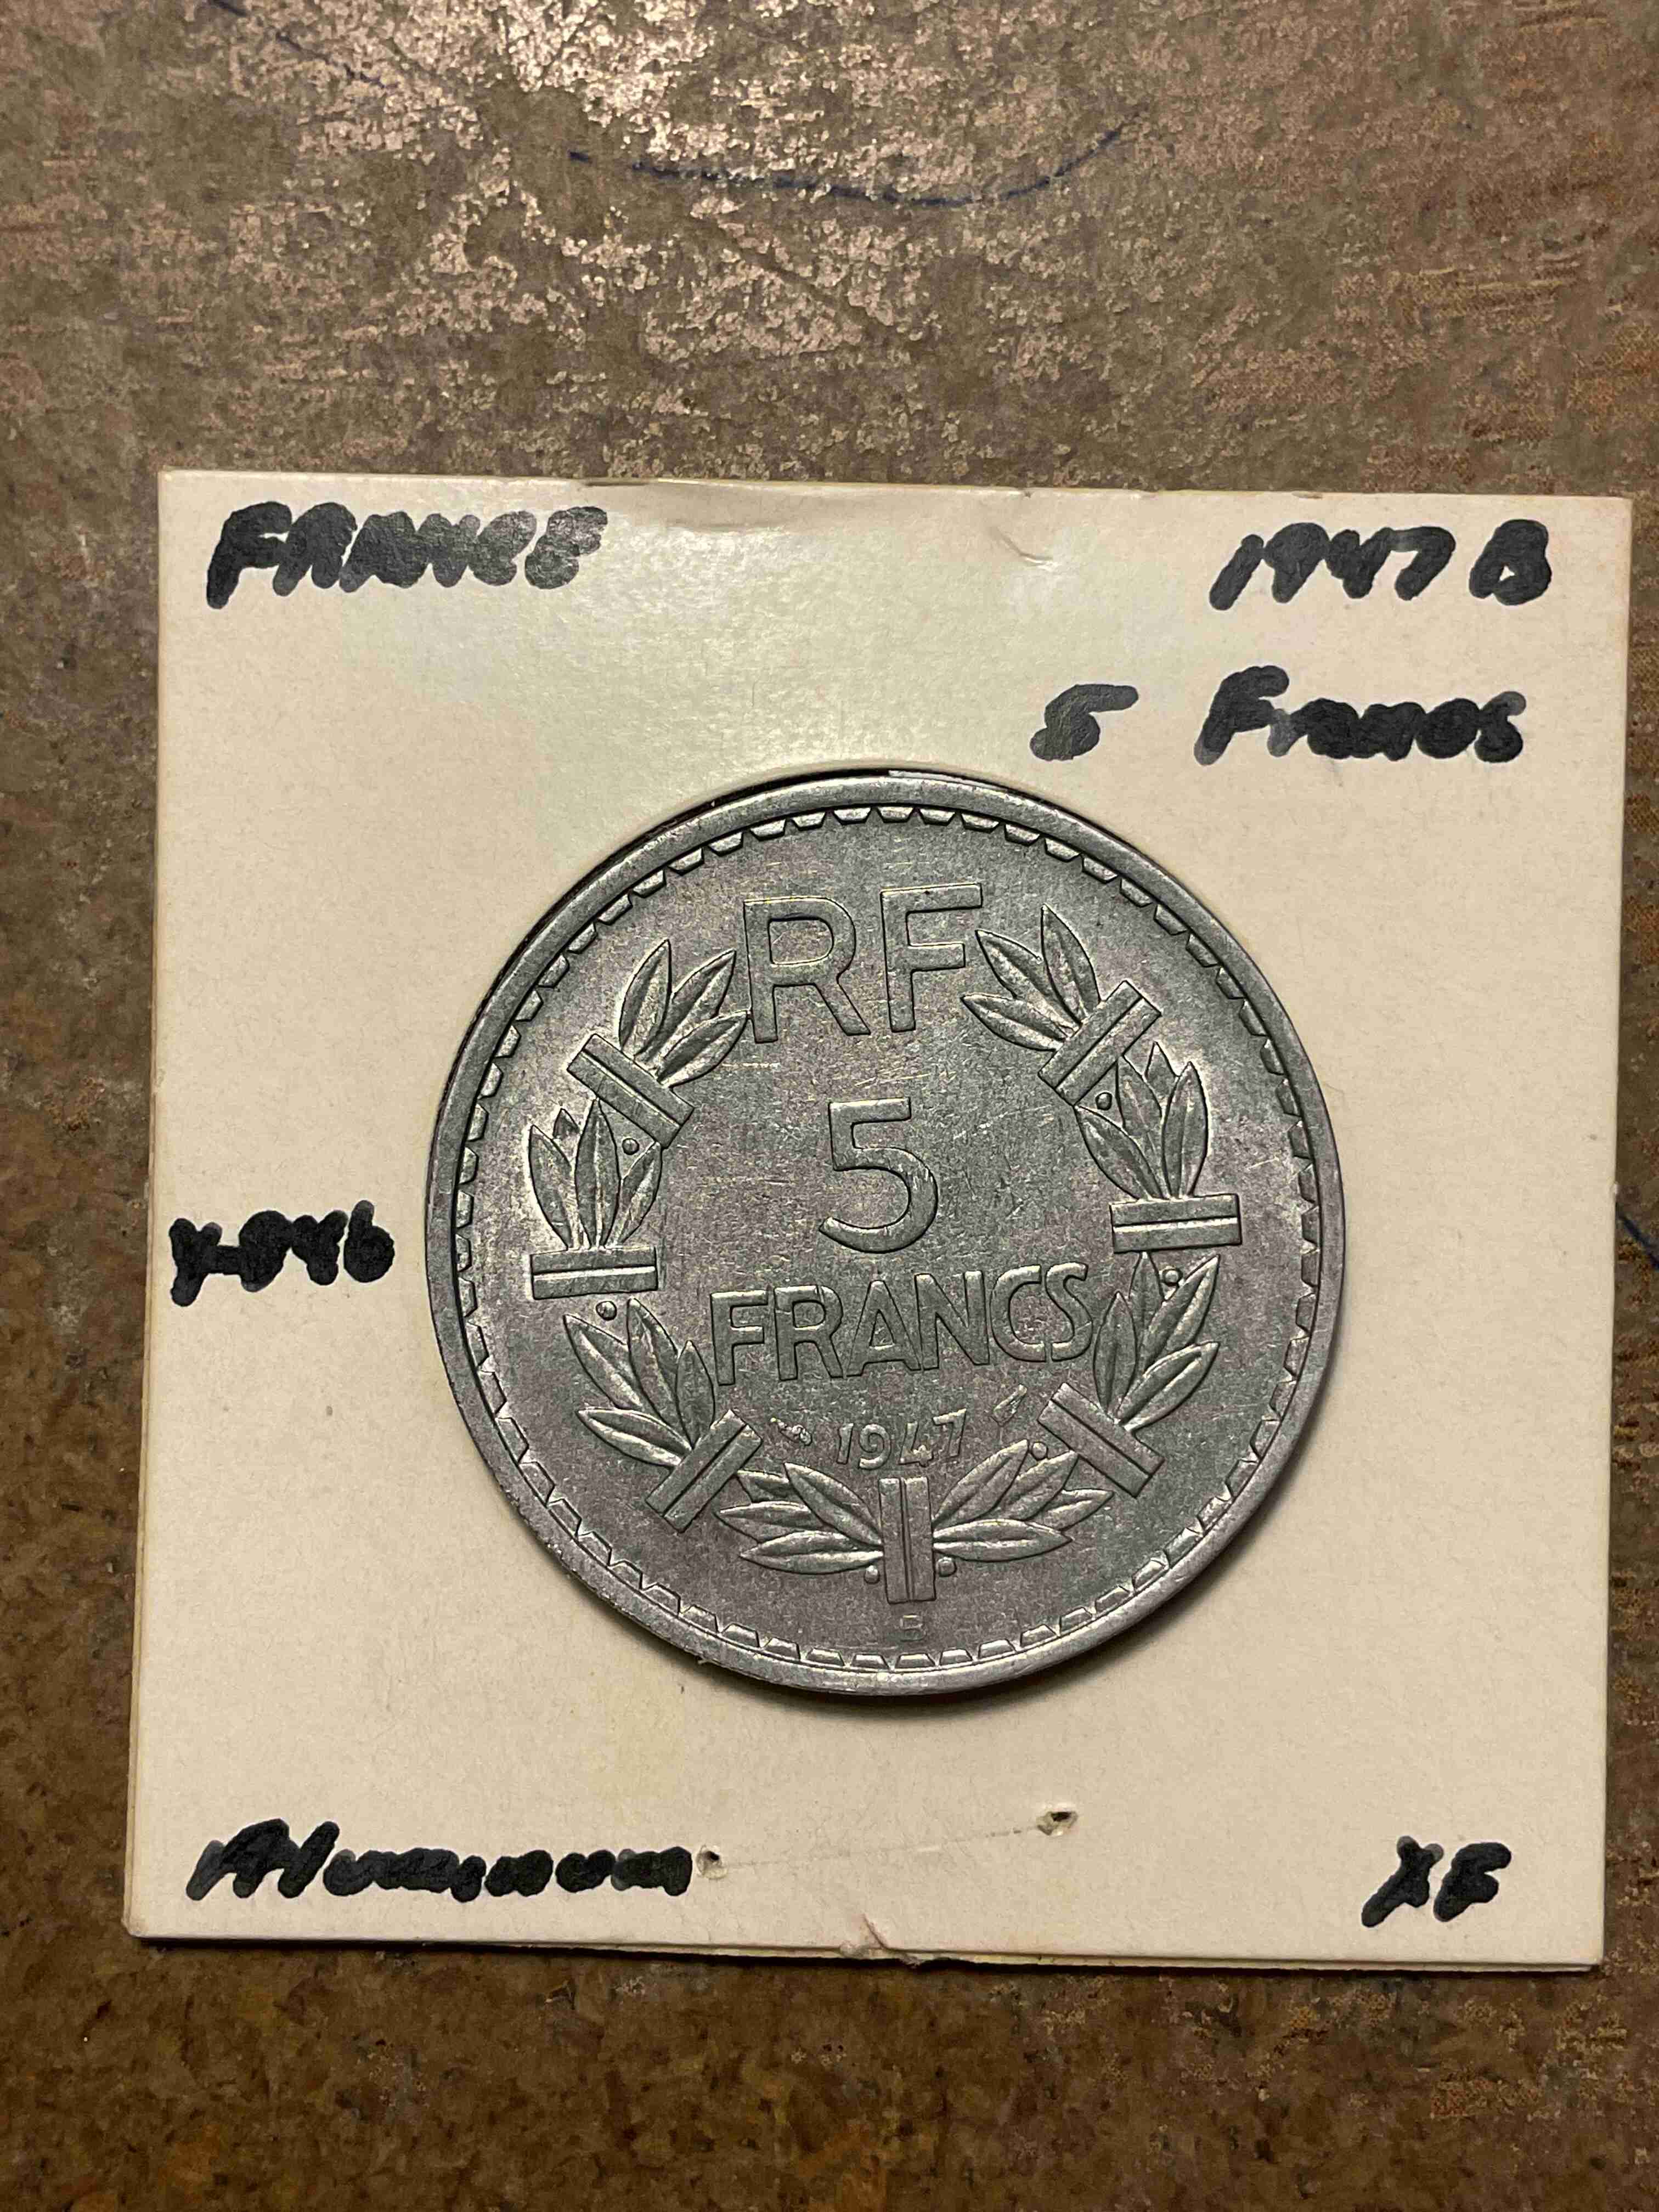 FRANCE 1947 B
5 Francs
RF
5
FRANCS
1947
B
Aluminum XF